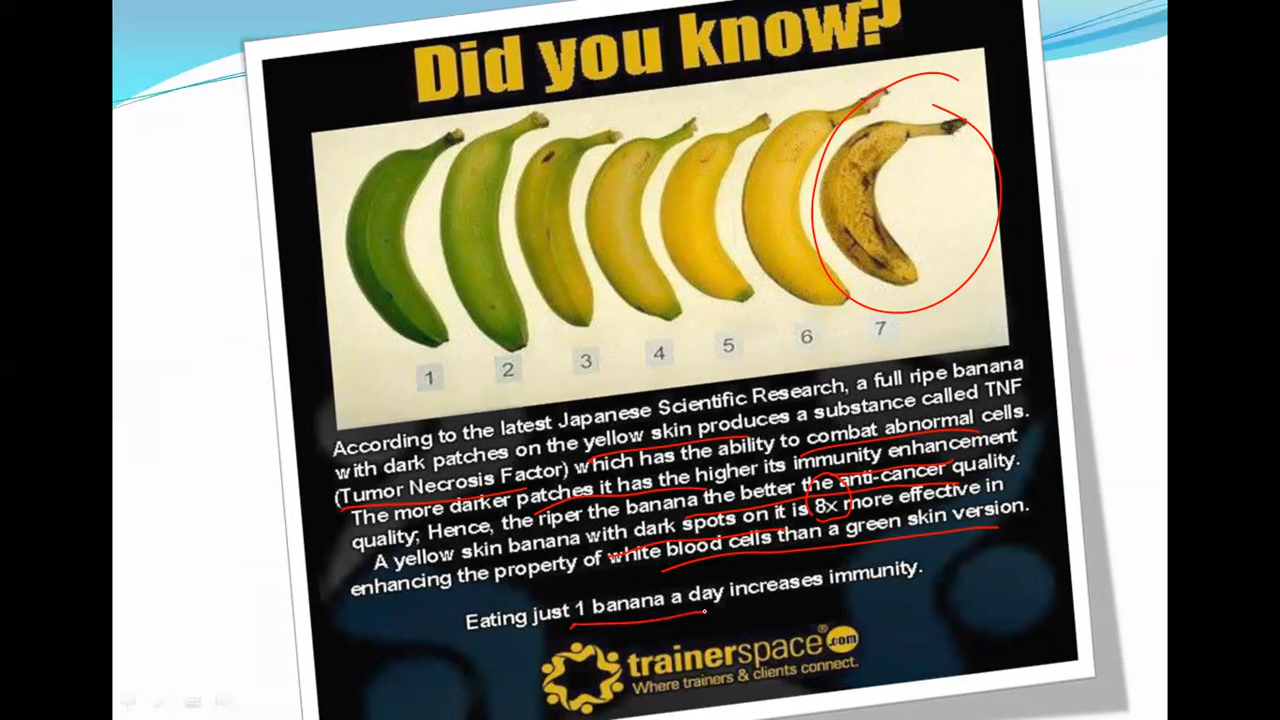 Did you know?
1 2 3 4 5 6 7
According to the latest Japanese Scientific Research, a full ripe banana
with dark patches on the yellow skin produces a substance called TNF
(Tumor Necrosis Factor) which has the ability to combat abnormal cells.
The more darker patches it has the higher its immunity enhancement
quality; Hence, the riper the banana the better the anti-cancer quality.
A yellow skin banana with dark spots on it is 8x more effective in
enhancing the property of white blood cells than a green skin version.
Eating just 1 banana a day increases immunity.
trainerspace®.com
Where trainers & clients connect.